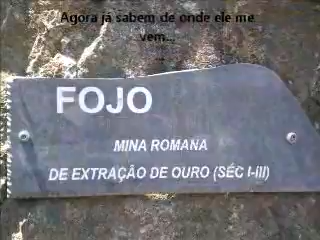 Agora já sabem de onde ele me
vem...
FOJO
MINA ROMANA
DE EXTRAÇÃO DE OURO (SÉC I-III)